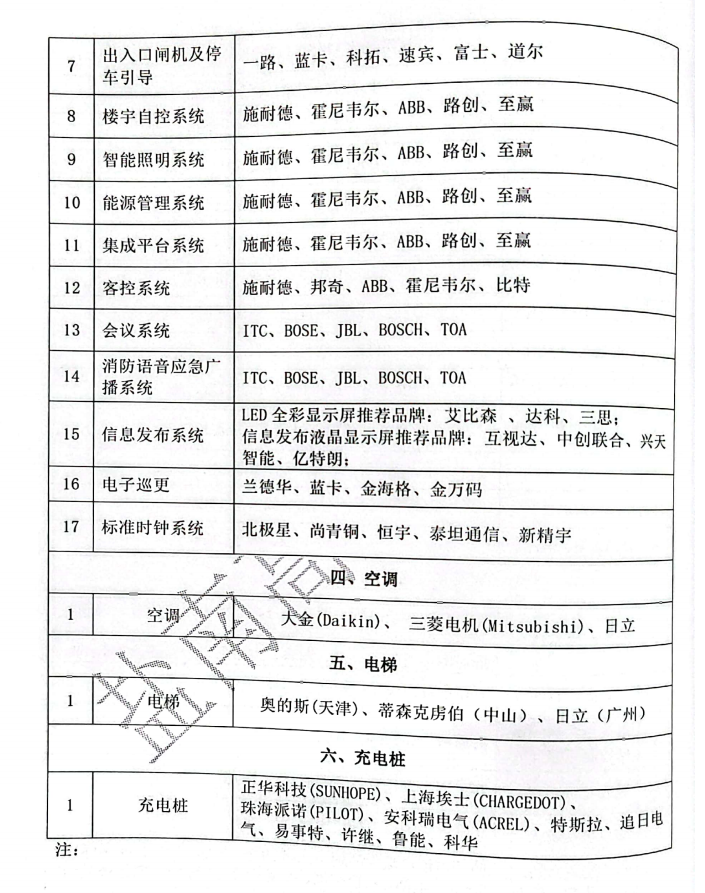 7 出入口闸机及停车引导 一路、蓝卡、科拓、速宾、富士、道尔
8 楼宇自控系统 施耐德、霍尼韦尔、ABB、路创、至赢
9 智能照明系统 施耐德、霍尼韦尔、ABB、路创、至赢
10 能源管理系统 施耐德、霍尼韦尔、ABB、路创、至赢
11 集成平台系统 施耐德、霍尼韦尔、ABB、路创、至赢
12 客控系统 施耐德、邦奇、ABB、霍尼韦尔、比特
13 会议系统 ITC、BOSE、JBL、BOSCH、TOA
14 消防语音应急广播系统 ITC、BOSE、JBL、BOSCH、TOA
15 信息发布系统 LED 全彩显示屏推荐品牌：艾比森 、达科、三思；
信息发布液晶显示屏推荐品牌：互视达、中创联合、兴天
智能、亿特朗；
16 电子巡更 兰德华、蓝卡、金海格、金万码
17 标准时钟系统 北极星、尚青铜、恒宇、泰坦通信、新精宇
四、空调
1 空调 大金(Daikin)、 三菱电机(Mitsubishi)、日立
五、电梯
1 电梯 奥的斯(天津)、蒂森克虏伯（中山）、日立（广州）
六、充电桩
1 充电桩 正华科技(SUNHOPE)、上海埃士(CHARGEDOT)、
珠海派诺(PILOT)、安科瑞电气(ACREL)、特斯拉、追日电
气、易事特、许继、鲁能、科华
注：
盐南高